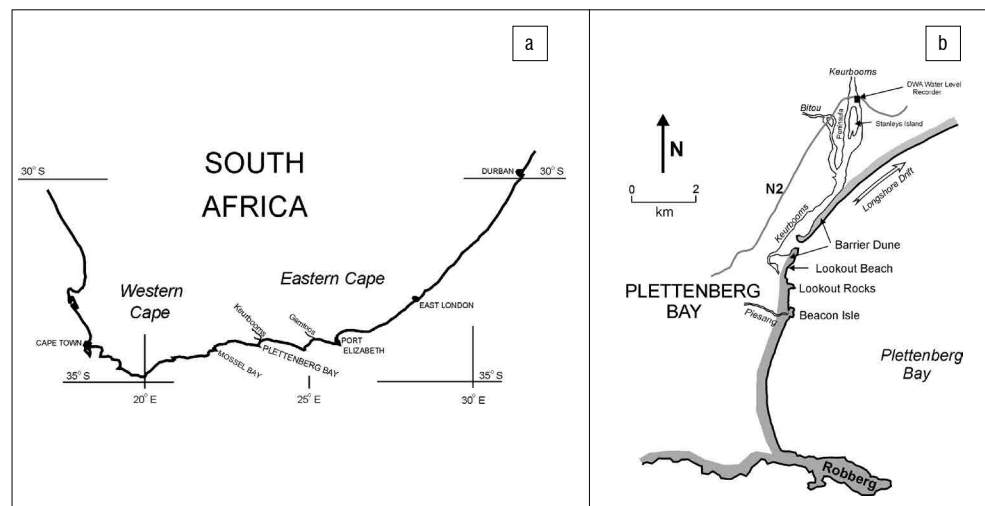 a
SOUTH
AFRICA
30° S
DURBAN
30° S
Eastern Cape
Western
Cape
EAST LONDON
Keurbooms
Gamtoos
CAPE TOWN
PORT
ELIZABETH
PLETTENBERG BAY
MOSSEL BAY
35° S
35° S
20° E
25° E
30° E
b
Keurbooms
DWA Water Level
Recorder
Bitou
Peninsula
Stanleys Island
N
0 2
km
N2
Longshore Drift
Keurbooms
Barrier Dune
Lookout Beach
PLETTENBERG
BAY
Lookout Rocks
Piesang
Beacon Isle
Plettenberg
Bay
Robberg